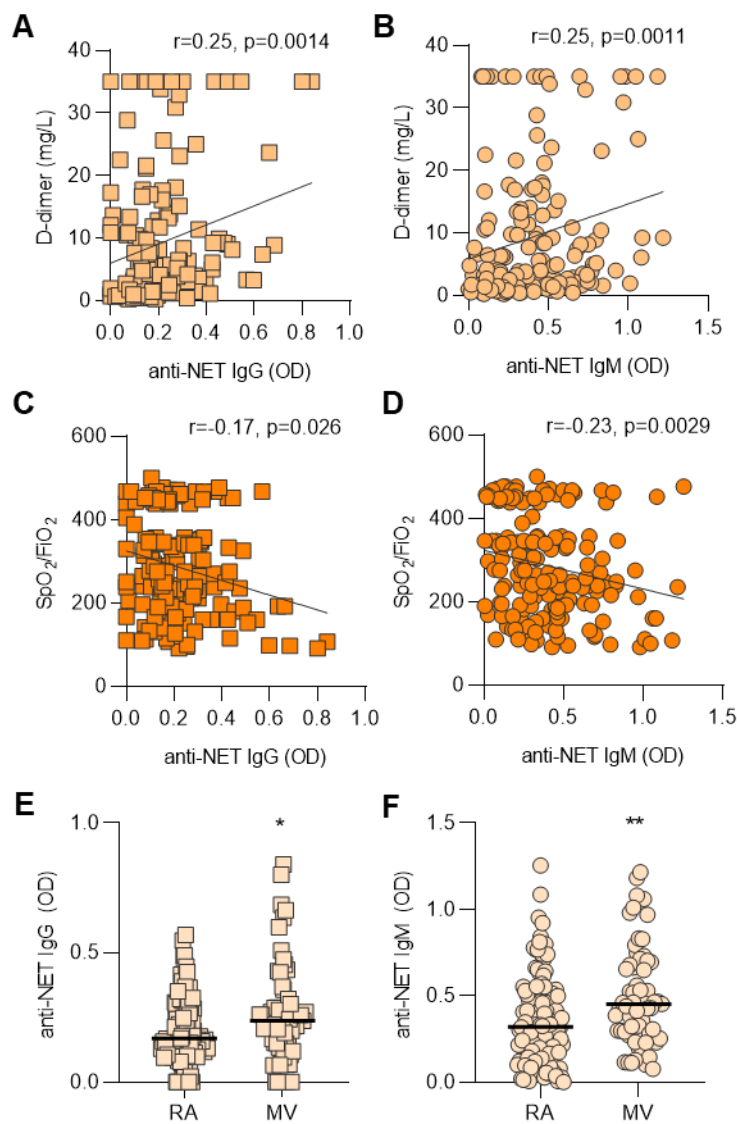 A
r=0.25, p=0.0014
D-dimer (mg/L)
40
30
20
10
0
0.0 0.2 0.4 0.6 0.8 1.0
anti-NET IgG (OD)
B
r=0.25, p=0.0011
D-dimer (mg/L)
40
30
20
10
0
0.0 0.5 1.0 1.5
anti-NET IgM (OD)
C
r=-0.17, p=0.026
SpO₂/FiO₂
600
400
200
0
0.0 0.2 0.4 0.6 0.8 1.0
anti-NET IgG (OD)
D
r=-0.23, p=0.0029
SpO₂/FiO₂
600
400
200
0
0.0 0.5 1.0 1.5
anti-NET IgM (OD)
E
*
anti-NET IgG (OD)
1.0
0.5
0.0
RA MV
F
**
anti-NET IgM (OD)
1.5
1.0
0.5
0.0
RA MV